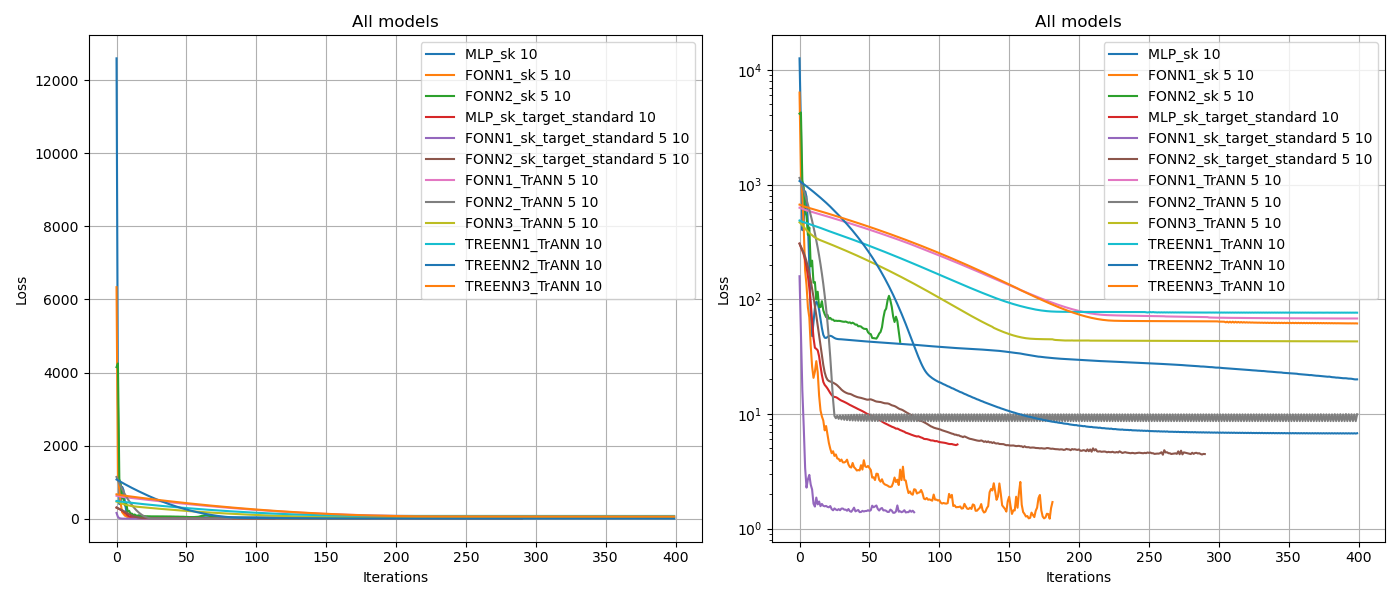 All models
12000
10000
8000
6000
4000
2000
0
Loss
0 50 100 150 200 250 300 350 400
Iterations
MLP_sk 10
FONN1_sk 5 10
FONN2_sk 5 10
MLP_sk_target_standard 10
FONN1_sk_target_standard 5 10
FONN2_sk_target_standard 5 10
FONN1_TrANN 5 10
FONN2_TrANN 5 10
FONN3_TrANN 5 10
TREENN1_TrANN 10
TREENN2_TrANN 10
TREENN3_TrANN 10
All models
10⁴
10³
10²
10¹
10⁰
Loss
0 50 100 150 200 250 300 350 400
Iterations
MLP_sk 10
FONN1_sk 5 10
FONN2_sk 5 10
MLP_sk_target_standard 10
FONN1_sk_target_standard 5 10
FONN2_sk_target_standard 5 10
FONN1_TrANN 5 10
FONN2_TrANN 5 10
FONN3_TrANN 5 10
TREENN1_TrANN 10
TREENN2_TrANN 10
TREENN3_TrANN 10